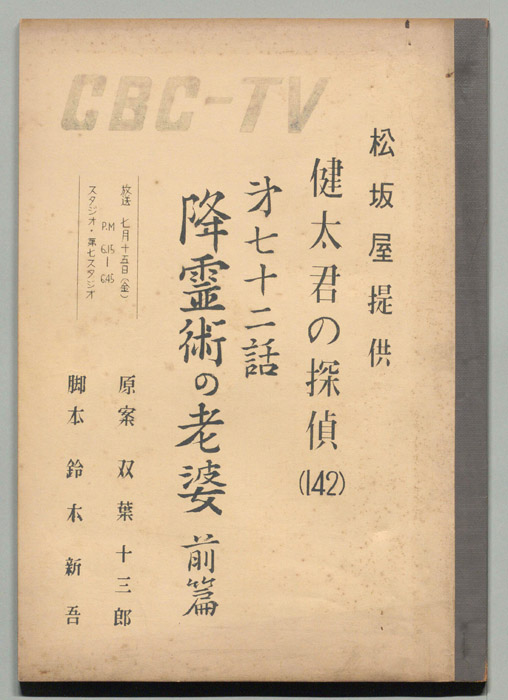 CBC-TV
松坂屋提供
健太君の探偵(142)
才七十二話
降霊術の老婆 前篇
放送 七月十五日(金)
P.M 6.15—6.45
スタジオ・第七スタジオ
原案 双葉十三郎
脚本 鈴木新吾